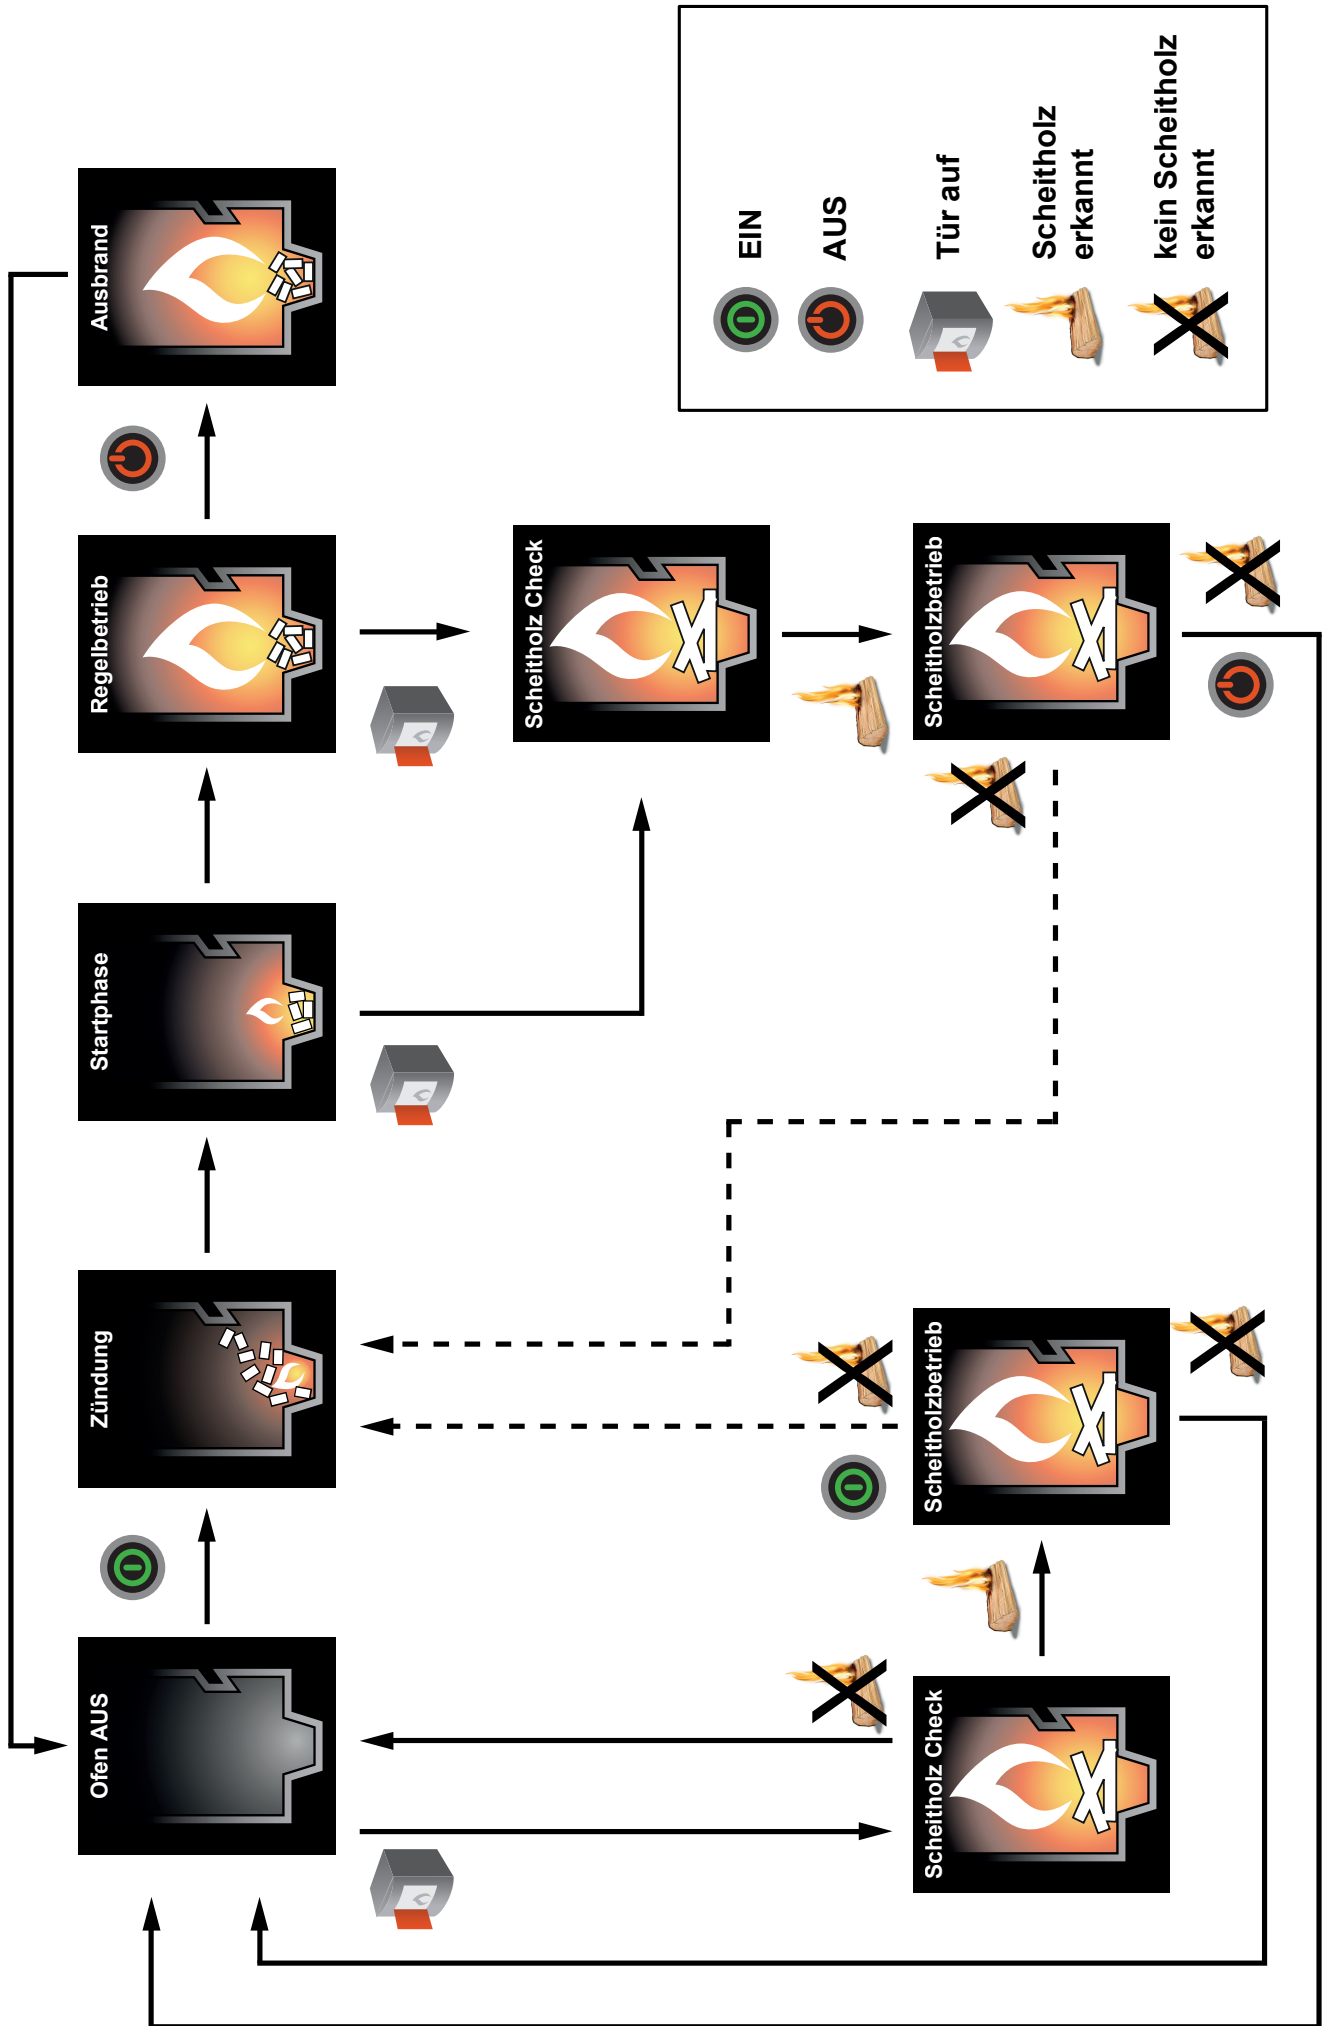 Ofen AUS
Zündung
Startphase
Regelbetrieb
Ausbrand
Scheitholz Check
Scheitholzbetrieb
Scheitholz Check
Scheitholzbetrieb
EIN
AUS
Tür auf
Scheitholz
erkannt
kein Scheitholz
erkannt